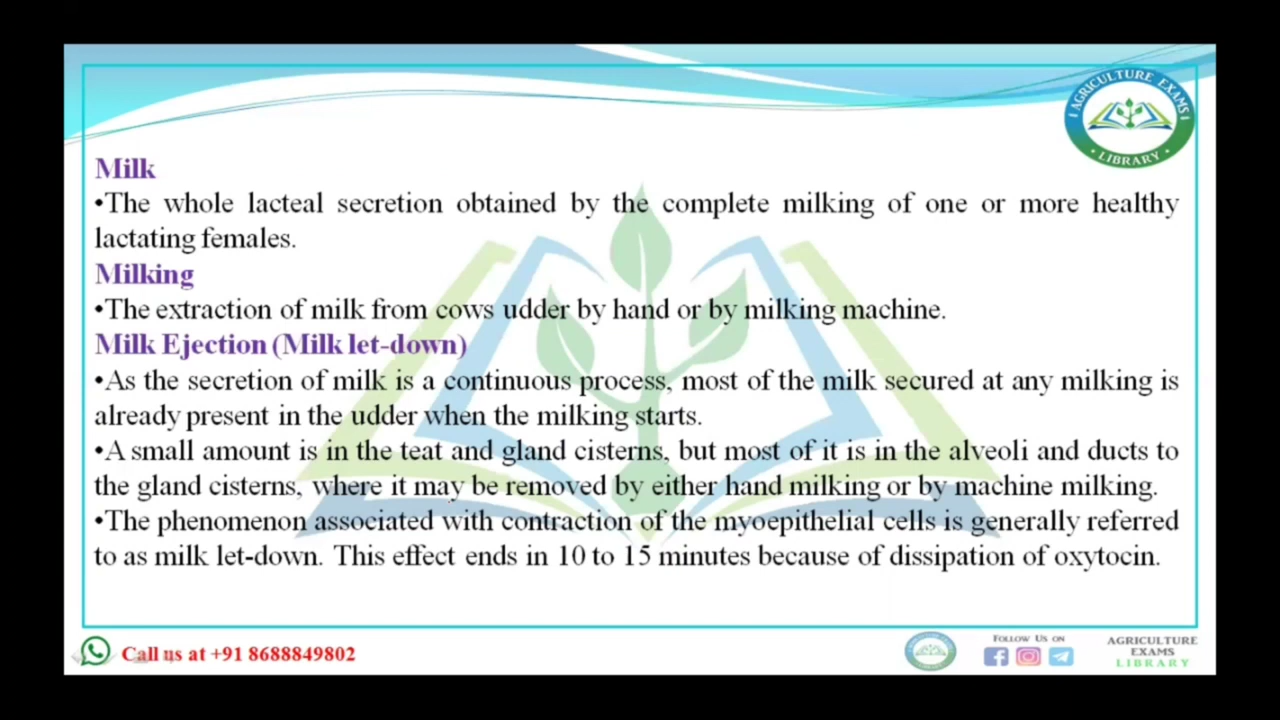 AGRICULTURE EXAMS
LIBRARY
Milk
•The whole lacteal secretion obtained by the complete milking of one or more healthy
lactating females.
Milking
•The extraction of milk from cows udder by hand or by milking machine.
Milk Ejection (Milk let-down)
•As the secretion of milk is a continuous process, most of the milk secured at any milking is
already present in the udder when the milking starts.
•A small amount is in the teat and gland cisterns, but most of it is in the alveoli and ducts to
the gland cisterns, where it may be removed by either hand milking or by machine milking.
•The phenomenon associated with contraction of the myoepithelial cells is generally referred
to as milk let-down. This effect ends in 10 to 15 minutes because of dissipation of oxytocin.
Call us at +91 8688849802
FOLLOW US ON
AGRICULTURE
EXAMS
LIBRARY